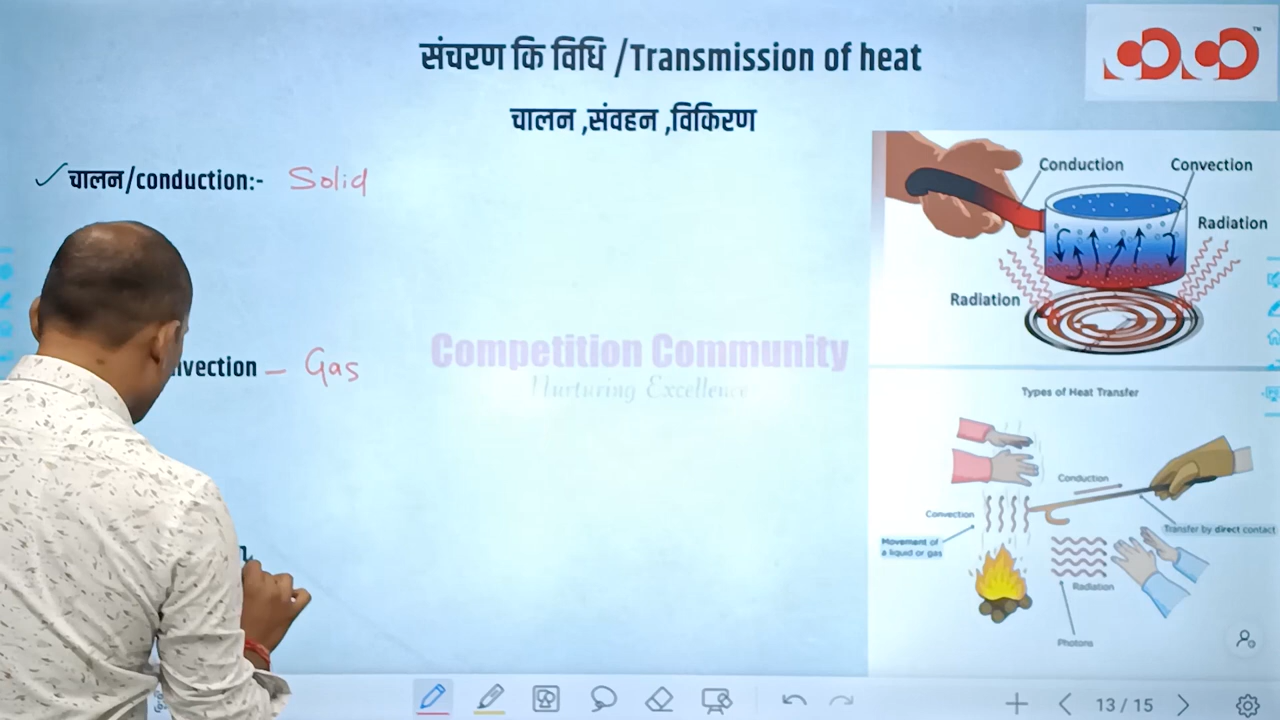 संचरण कि विधि /Transmission of heat
चालन ,संवहन ,विकिरण
चालन/conduction:- Solid
nvection – Gas
Competition Community
Nurturing Excellence
Conduction
Convection
Radiation
Radiation
Types of Heat Transfer
Conduction
Convection
Transfer by direct contact
Movement of
a liquid or gas
Radiation
Photons
13 / 15
TM